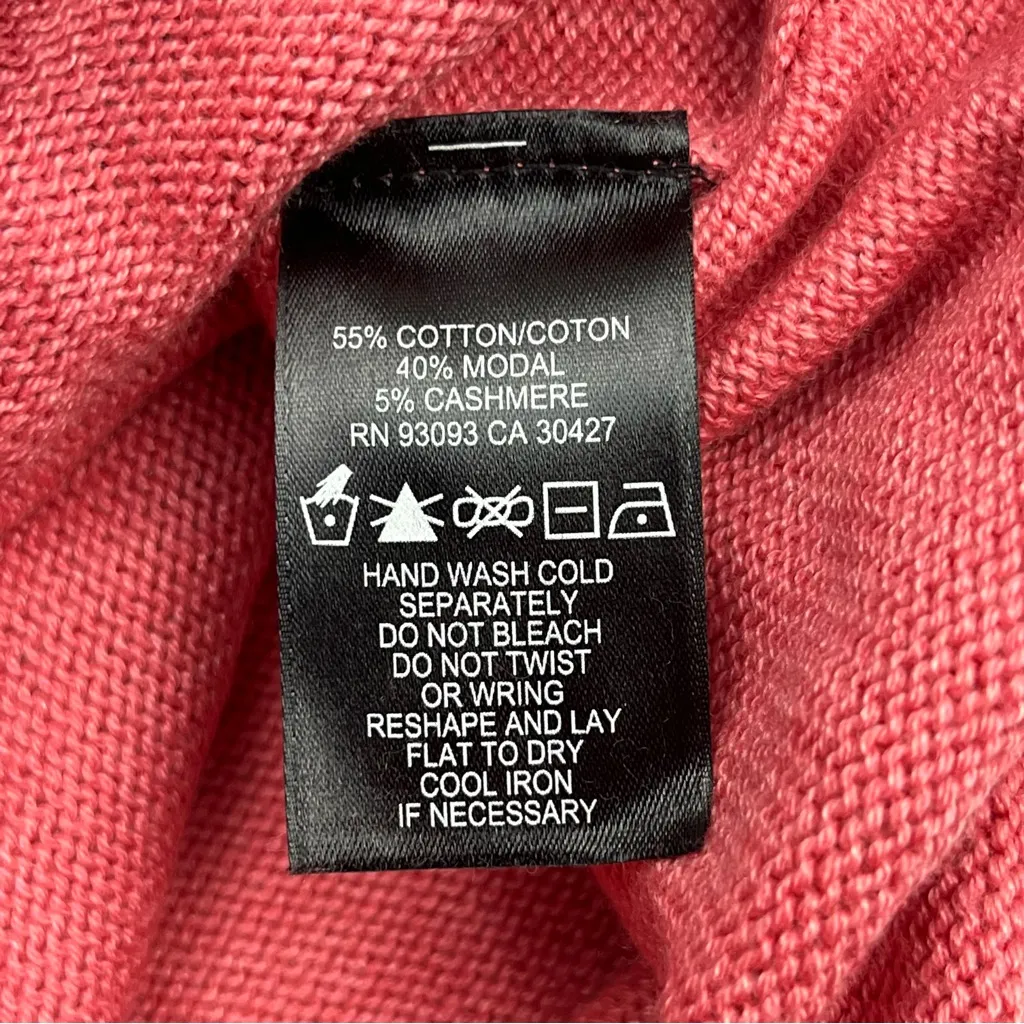 55% COTTON/COTON
40% MODAL
5% CASHMERE
RN 93093 CA 30427
HAND WASH COLD
SEPARATELY
DO NOT BLEACH
DO NOT TWIST
OR WRING
RESHAPE AND LAY
FLAT TO DRY
COOL IRON
IF NECESSARY